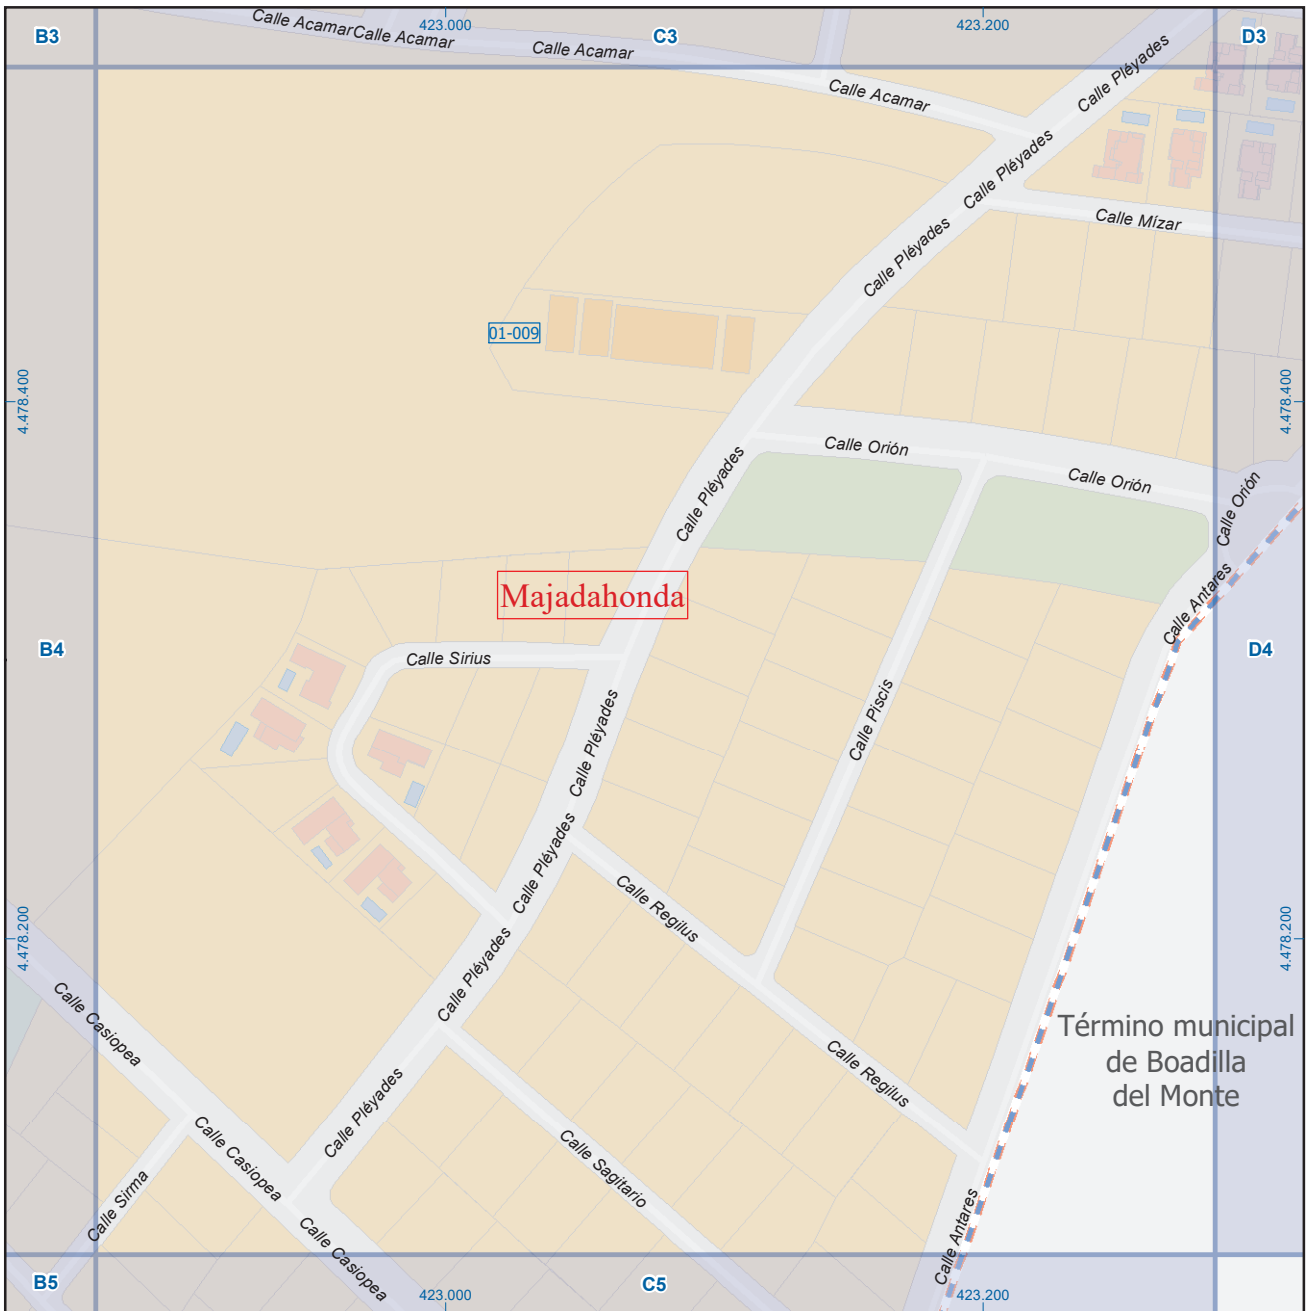 B3
Calle Acamar
Calle Acamar
423.000
Calle Acamar
C3
423.200
D3
Calle Pléyades
Calle Acamar
Calle Pléyades
Calle Mízar
Calle Pléyades
01-009
4.478.400
4.478.400
Calle Orión
Calle Pléyades
Calle Orión
Calle Orión
Majadahonda
Calle Antares
B4
Calle Sirius
D4
Calle Piscis
Calle Pléyades
Calle Pléyades
Calle Regilus
4.478.200
4.478.200
Calle Pléyades
Calle Casiopea
Término municipal
de Boadilla
del Monte
Calle Regilus
Calle Pléyades
Calle Casiopea
Calle Sagitario
Calle Sirma
Calle Antares
Calle Casiopea
B5
423.000
C5
423.200